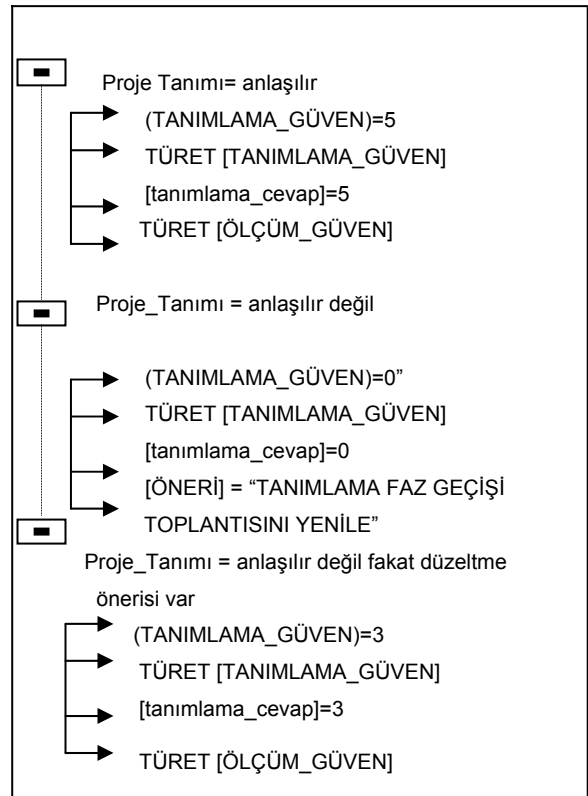 Proje Tanımı= anlaşılır
(TANIMLAMA_GÜVEN)=5
TÜRET [TANIMLAMA_GÜVEN]
[tanımlama_cevap]=5
TÜRET [ÖLÇÜM_GÜVEN]
Proje_Tanımı = anlaşılır değil
(TANIMLAMA_GÜVEN)=0”
TÜRET [TANIMLAMA_GÜVEN]
[tanımlama_cevap]=0
[ÖNERİ] = “TANIMLAMA FAZ GEÇİŞİ
TOPLANTISINI YENİLE”
Proje_Tanımı = anlaşılır değil fakat düzeltme
önerisi var
(TANIMLAMA_GÜVEN)=3
TÜRET [TANIMLAMA_GÜVEN]
[tanımlama_cevap]=3
TÜRET [ÖLÇÜM_GÜVEN]